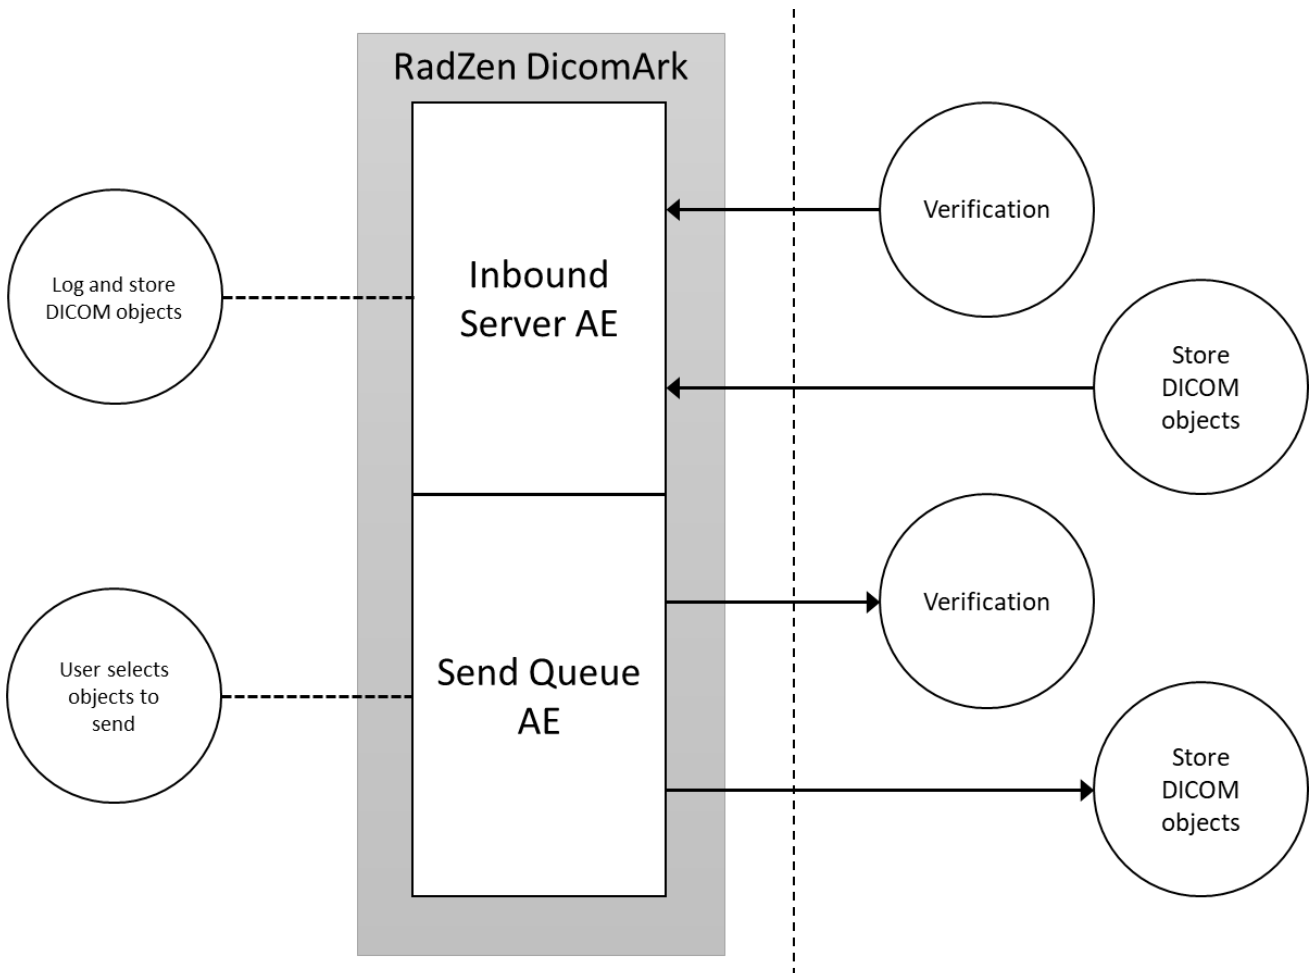 RadZen DicomArk
Log and store
DICOM objects
Inbound
Server AE
Verification
Store
DICOM
objects
User selects
objects to
send
Send Queue
AE
Verification
Store
DICOM
objects